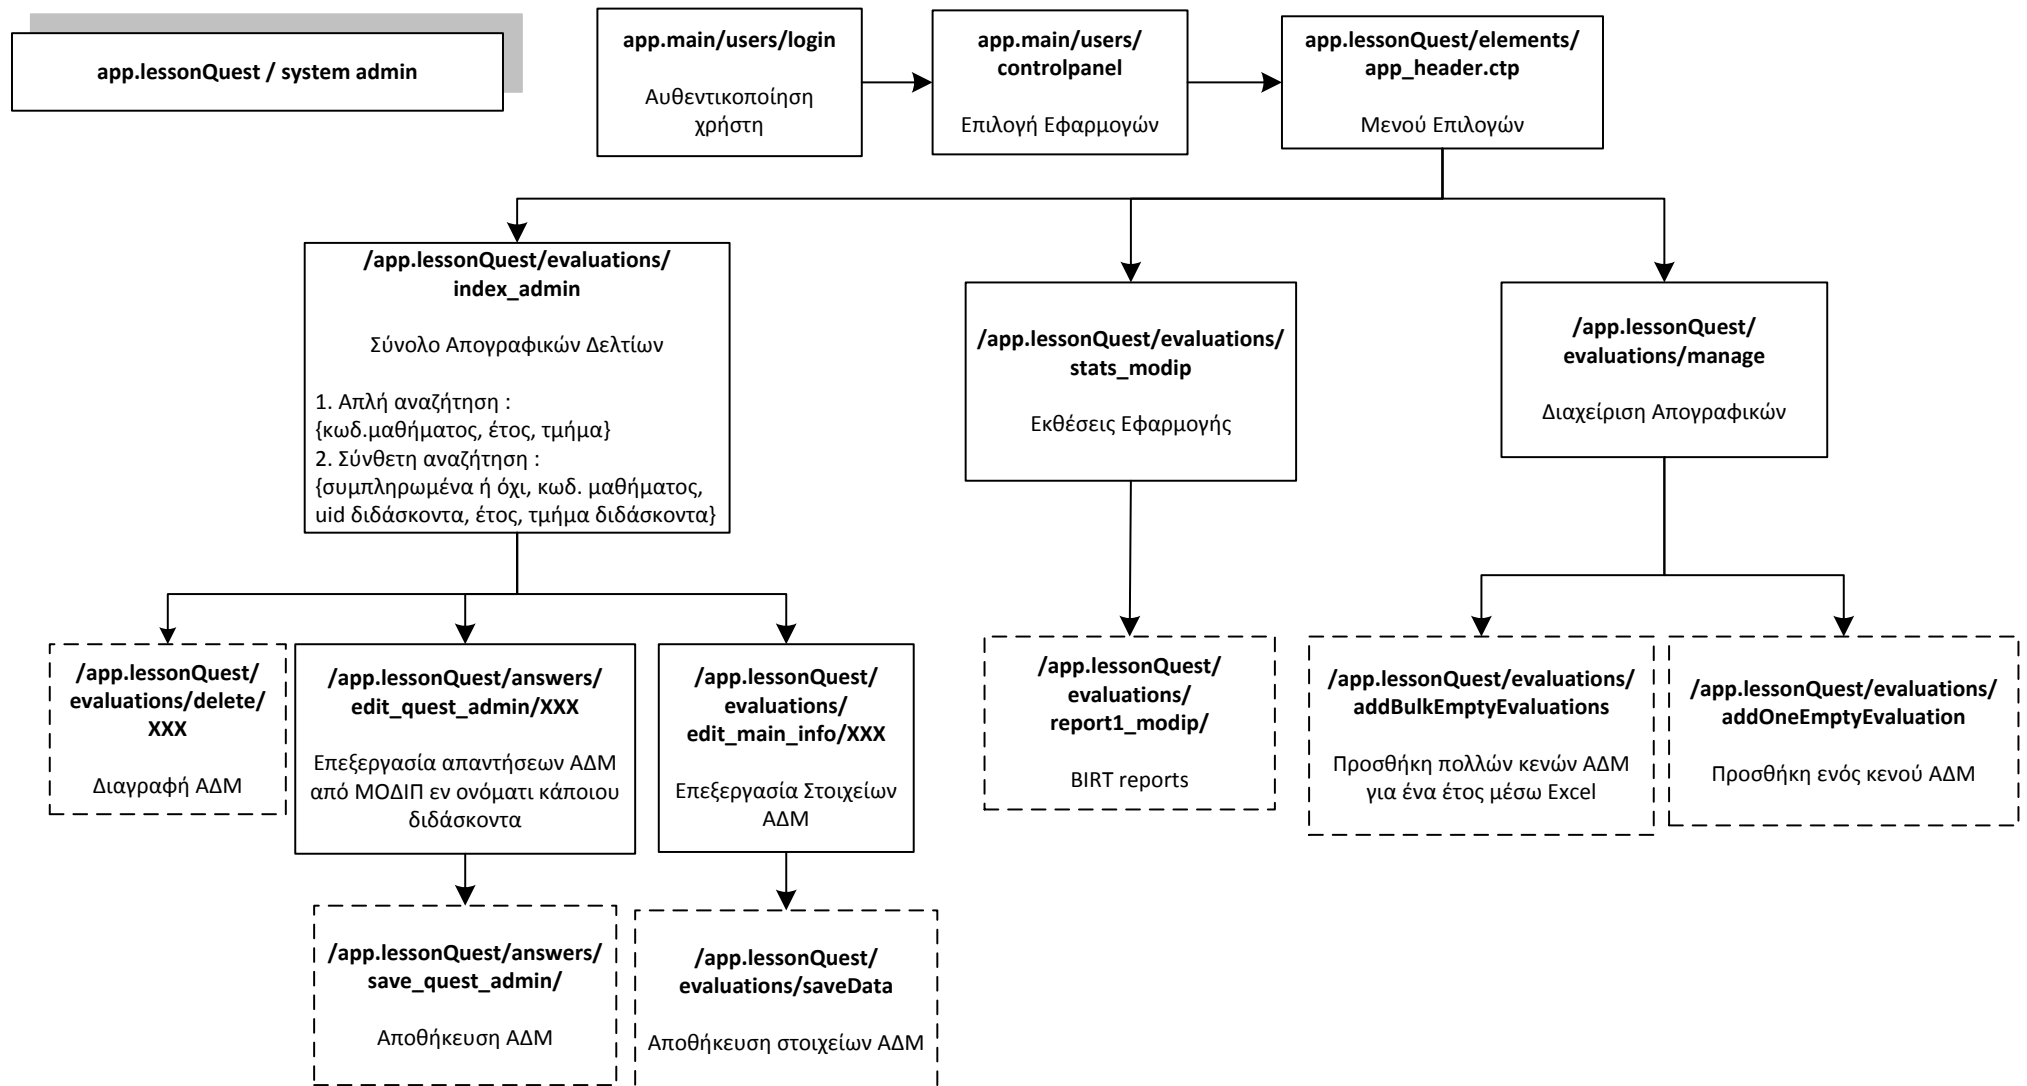 app.lessonQuest / system admin
app.main/users/login
Αυθεντικοποίηση
χρήστη
app.main/users/
controlpanel
Επιλογή Εφαρμογών
app.lessonQuest/elements/
app_header.ctp
Μενού Επιλογών
/app.lessonQuest/evaluations/
index_admin
Σύνολο Απογραφικών Δελτίων
1. Απλή αναζήτηση :
{κωδ.μαθήματος, έτος, τμήμα}
2. Σύνθετη αναζήτηση :
{συμπληρωμένα ή όχι, κωδ. μαθήματος,
uid διδάσκοντα, έτος, τμήμα διδάσκοντα}
/app.lessonQuest/evaluations/
stats_modip
Εκθέσεις Εφαρμογής
/app.lessonQuest/
evaluations/manage
Διαχείριση Απογραφικών
/app.lessonQuest/
evaluations/delete/
XXX
Διαγραφή ΑΔΜ
/app.lessonQuest/answers/
edit_quest_admin/XXX
Επεξεργασία απαντήσεων ΑΔΜ
από ΜΟΔΙΠ εν ονόματι κάποιου
διδάσκοντα
/app.lessonQuest/
evaluations/
edit_main_info/XXX
Επεξεργασία Στοιχείων
ΑΔΜ
/app.lessonQuest/
evaluations/
report1_modip/
BIRT reports
/app.lessonQuest/evaluations/
addBulkEmptyEvaluations
Προσθήκη πολλών κενών ΑΔΜ
για ένα έτος μέσω Excel
/app.lessonQuest/evaluations/
addOneEmptyEvaluation
Προσθήκη ενός κενού ΑΔΜ
/app.lessonQuest/answers/
save_quest_admin/
Αποθήκευση ΑΔΜ
/app.lessonQuest/
evaluations/saveData
Αποθήκευση στοιχείων ΑΔΜ